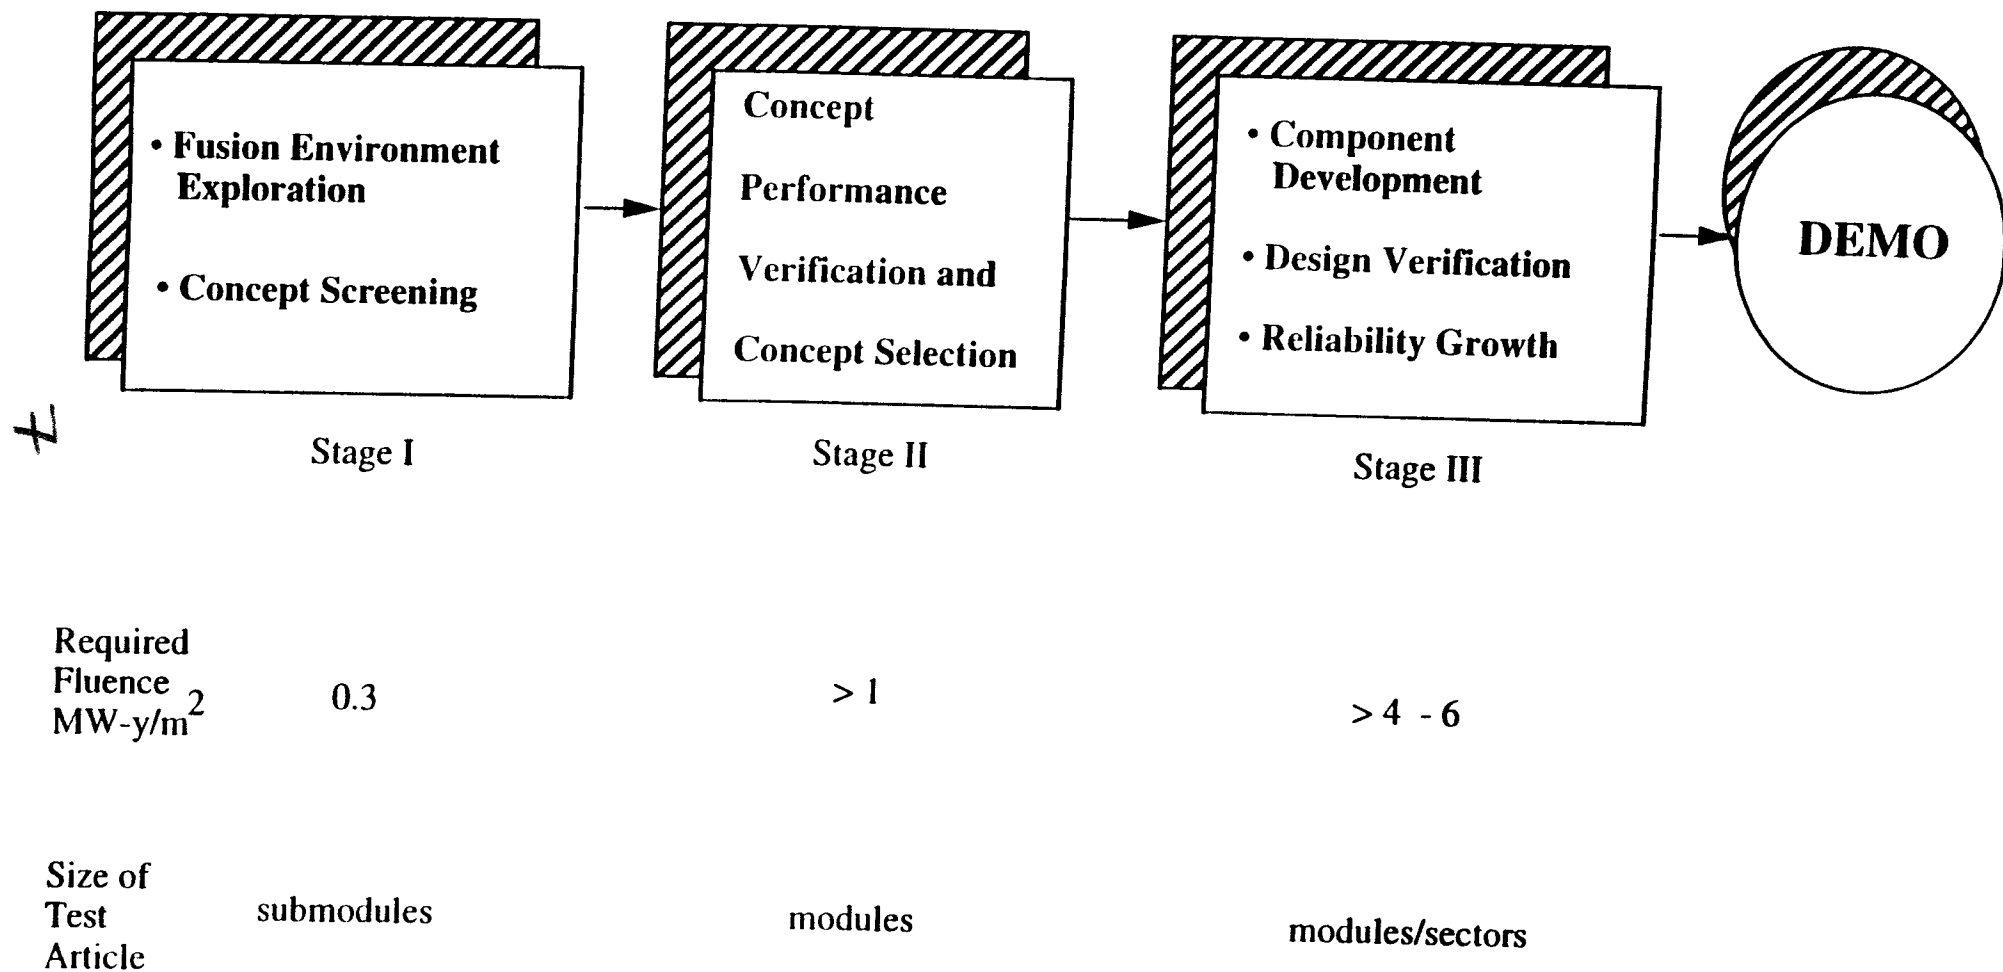 • Fusion Environment
Exploration
• Concept Screening
Concept
Performance
Verification and
Concept Selection
• Component
Development
• Design Verification
• Reliability Growth
DEMO
Stage I
Stage II
Stage III
Required
Fluence
MW-y/m²
0.3
> 1
> 4 - 6
Size of
Test
Article
submodules
modules
modules/sectors